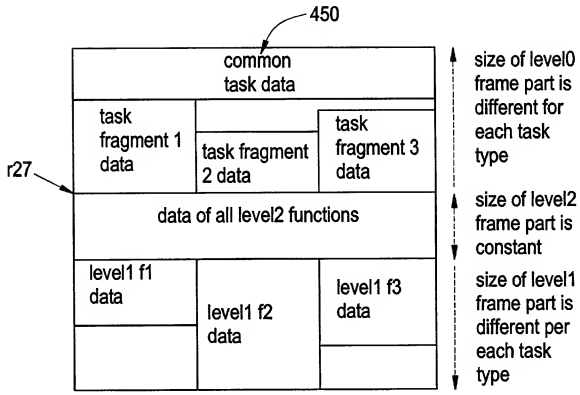 450
common
task data
task
fragment 1
data
task fragment
2 data
task
fragment 3
data
size of level0
frame part is
different for
each task
type
r27
data of all level2 functions
size of level2
frame part is
constant
level1 f1
data
level1 f2
data
level1 f3
data
size of level1
frame part is
different per
each task
type